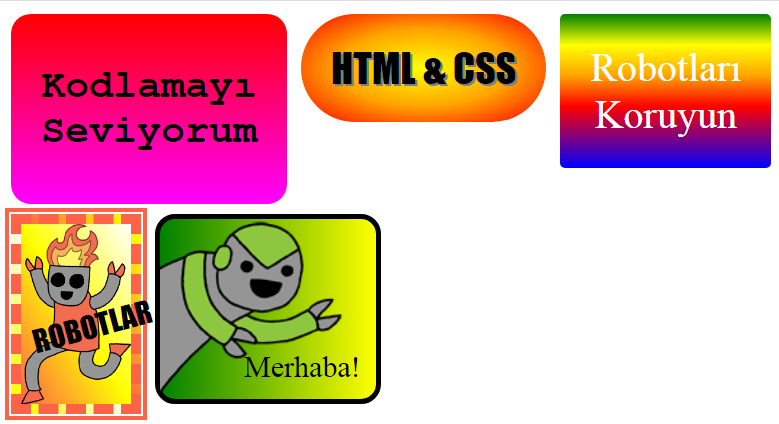 Kodlamayı
Seviyorum
HTML & CSS
Robotları
Koruyun
ROBOTLAR
Merhaba!